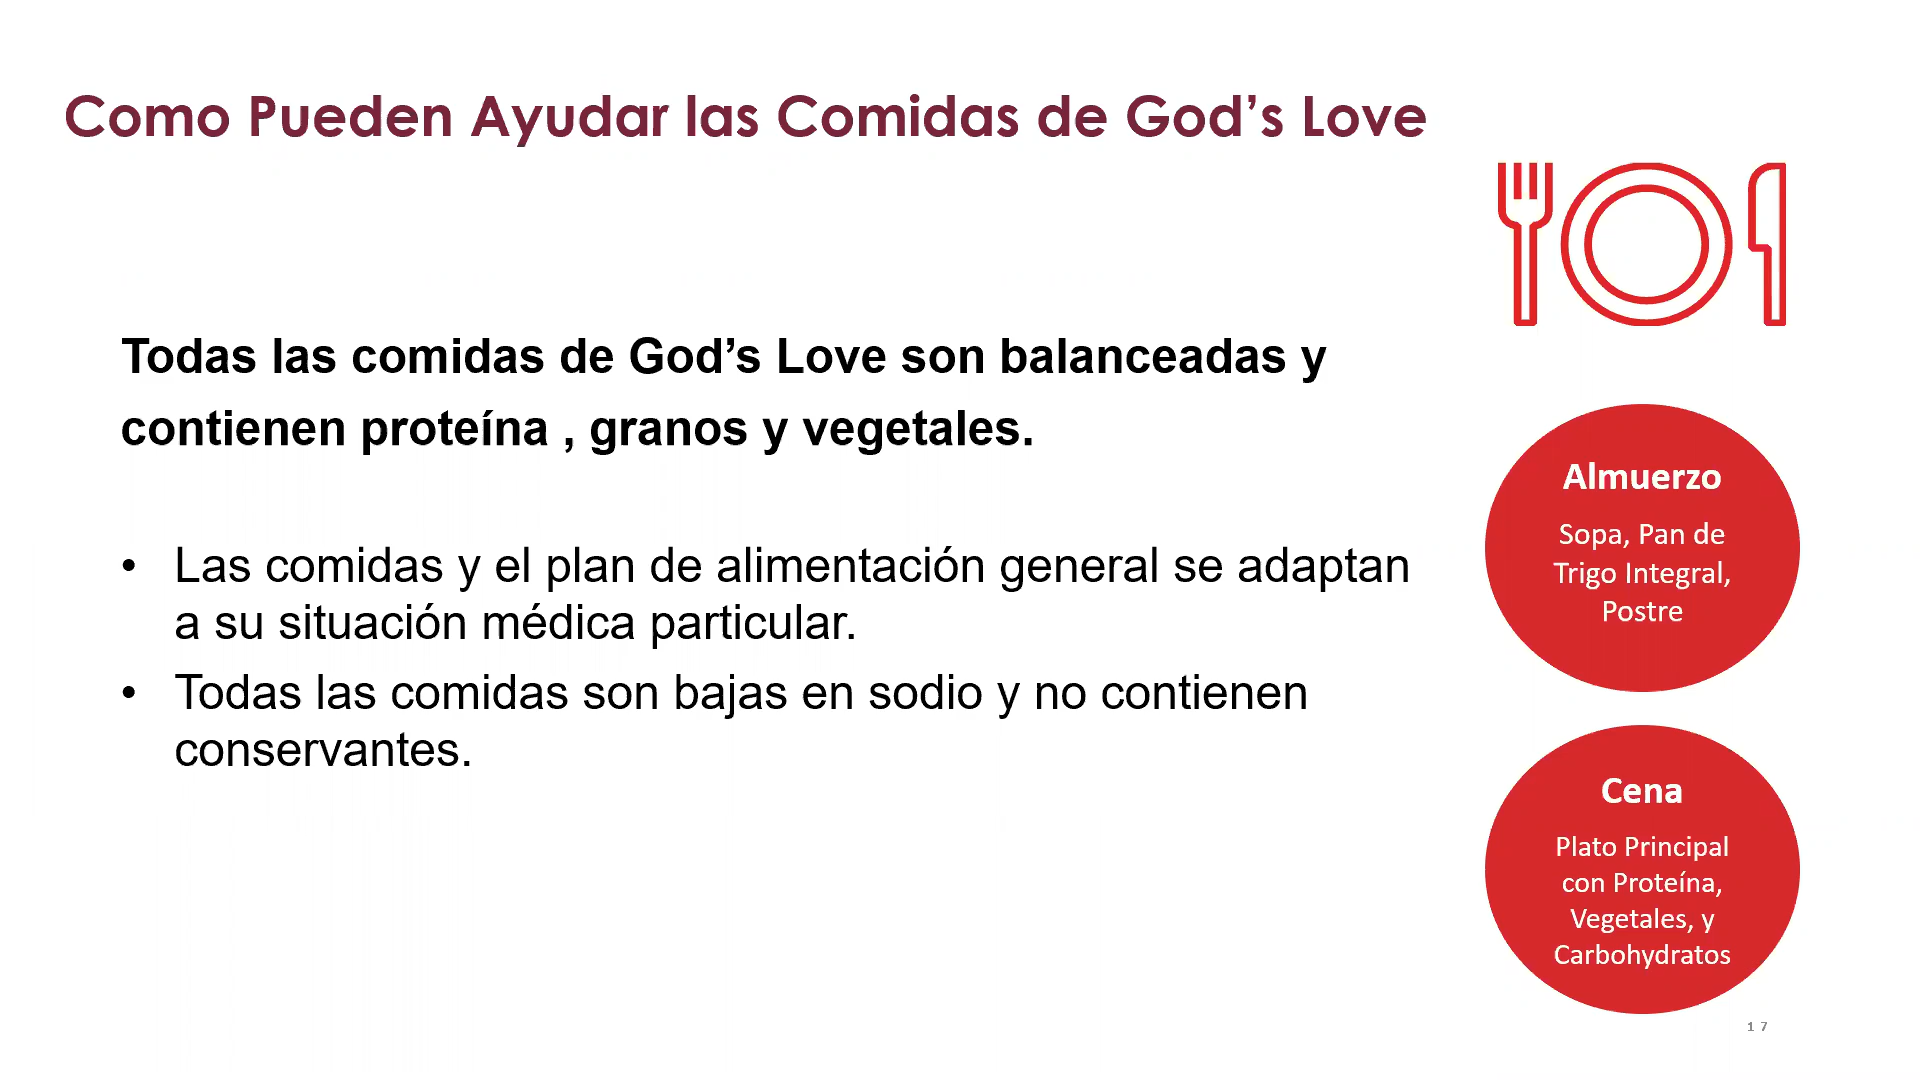 Como Pueden Ayudar las Comidas de God’s Love
Todas las comidas de God’s Love son balanceadas y
contienen proteína , granos y vegetales.
• Las comidas y el plan de alimentación general se adaptan
a su situación médica particular.
• Todas las comidas son bajas en sodio y no contienen
conservantes.
Almuerzo
Sopa, Pan de
Trigo Integral,
Postre
Cena
Plato Principal
con Proteína,
Vegetales, y
Carbohydratos
17